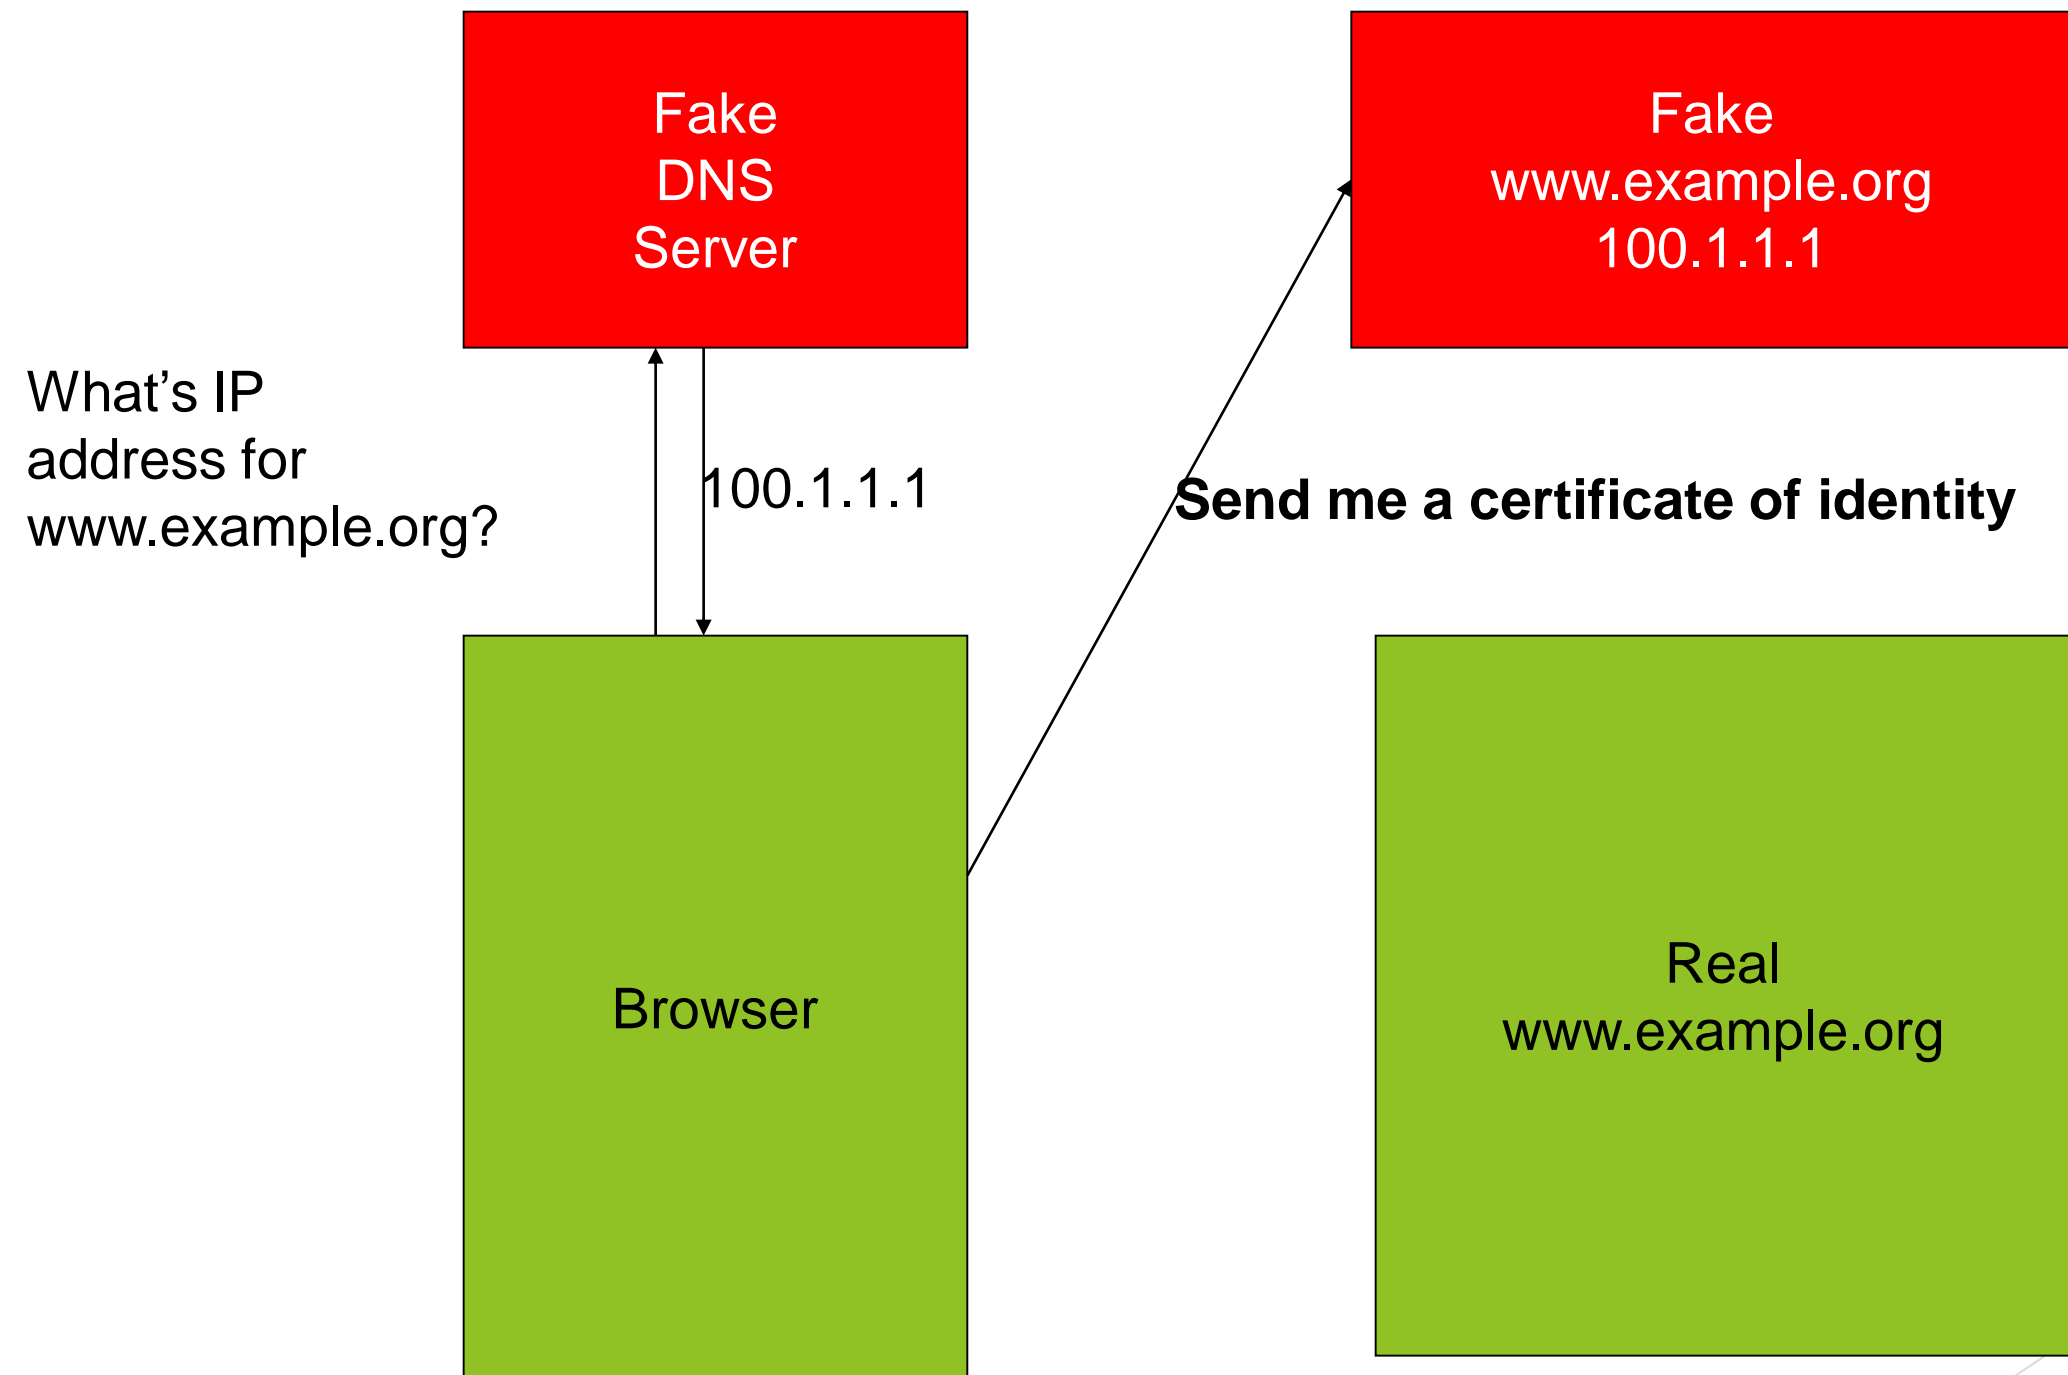 Fake
DNS
Server
Fake
www.example.org
100.1.1.1
What’s IP
address for
www.example.org?
100.1.1.1
Send me a certificate of identity
Browser
Real
www.example.org